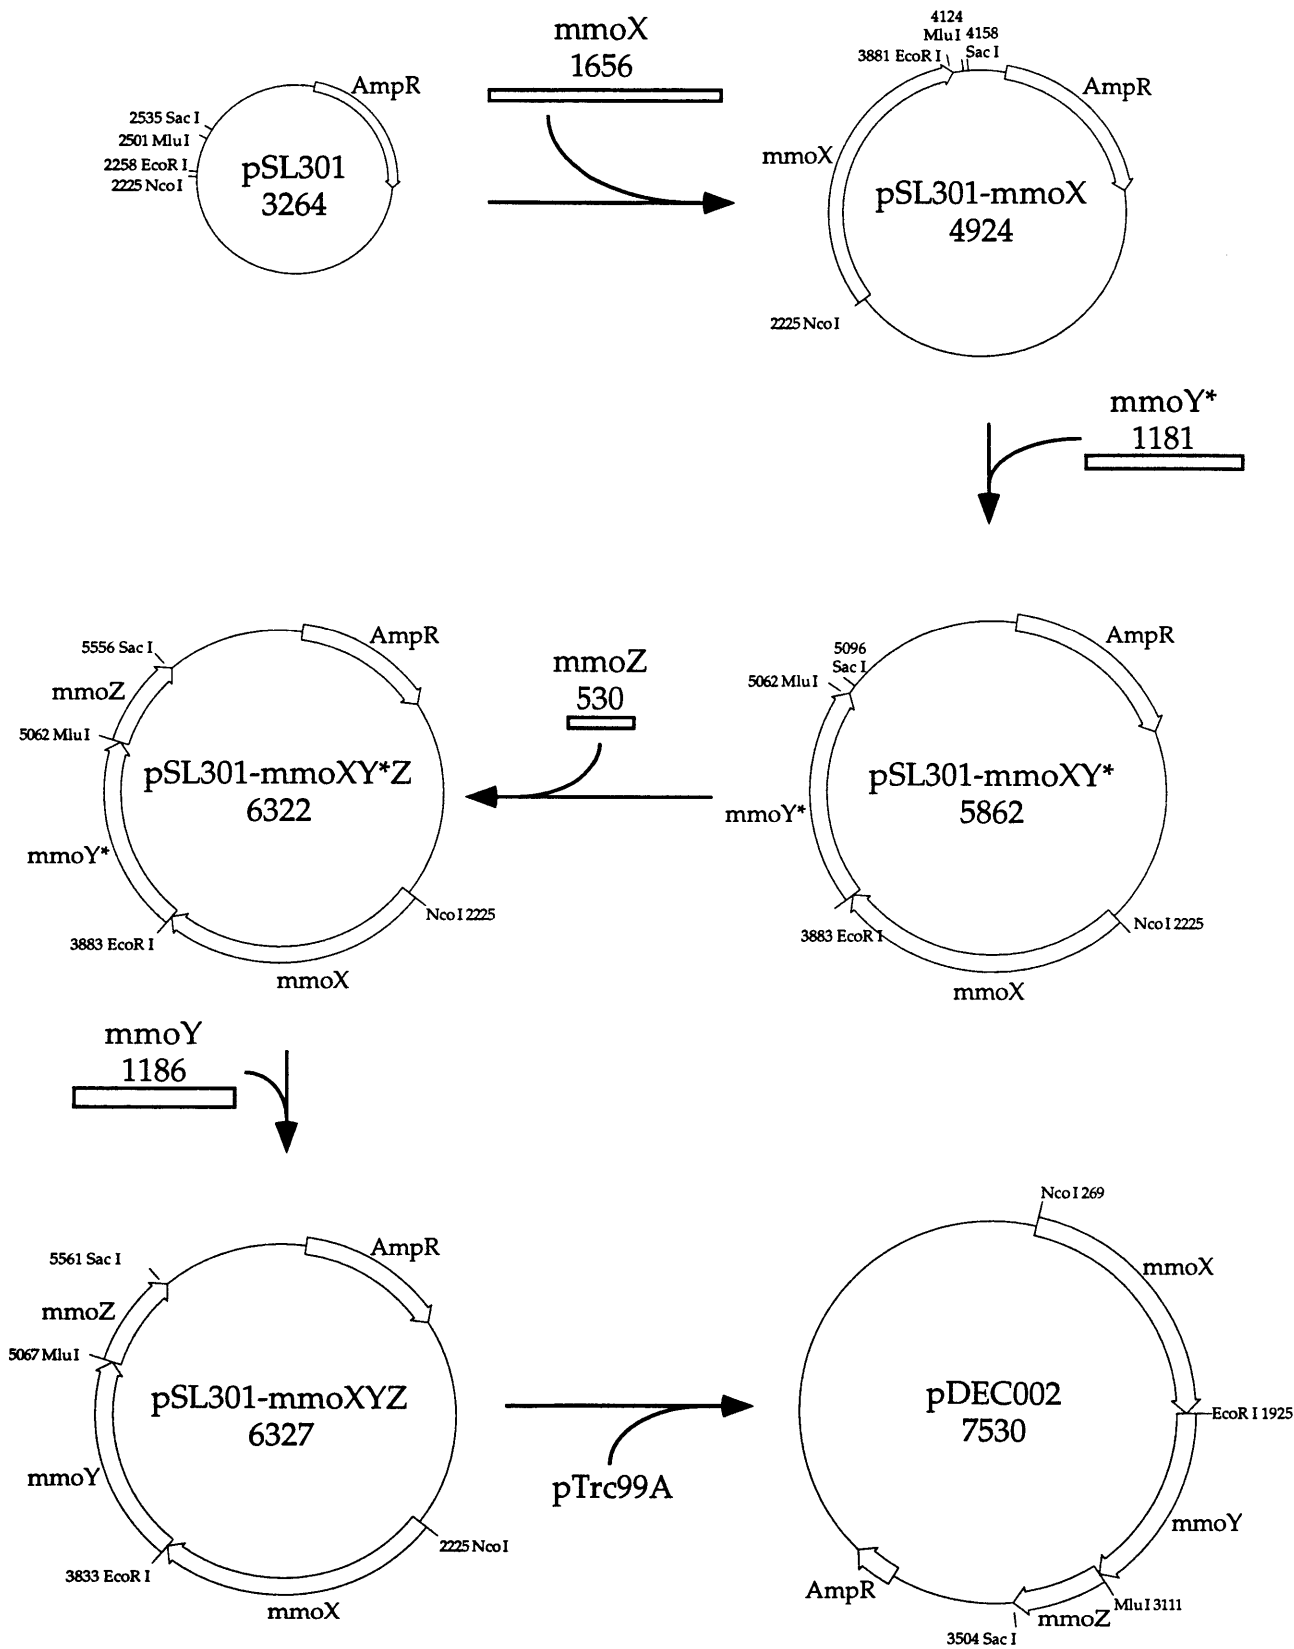 mmoX
1656
AmpR
2535 Sac I
2501 Mlu I
2258 EcoR I
2225 Nco I
pSL301
3264
4124
Mlu I 4158
3881 EcoR I
Sac I
AmpR
mmoX
pSL301-mmoX
4924
2225 Nco I
mmoY*
1181
5556 Sac I
AmpR
mmoZ
5062 Mlu I
pSL301-mmoXY*Z
6322
mmoY*
Nco I 2225
3883 EcoR I
mmoX
mmoZ
530
5096
Sac I
AmpR
5062 Mlu I
pSL301-mmoXY*
5862
mmoY*
Nco I 2225
3883 EcoR I
mmoX
mmoY
1186
5561 Sac I
AmpR
mmoZ
5067 Mlu I
pSL301-mmoXYZ
6327
mmoY
2225 Nco I
3833 EcoR I
mmoX
pTrc99A
Nco I 269
mmoX
pDEC002
7530
EcoR I 1925
mmoY
AmpR
Mlu I 3111
mmoZ
3504 Sac I